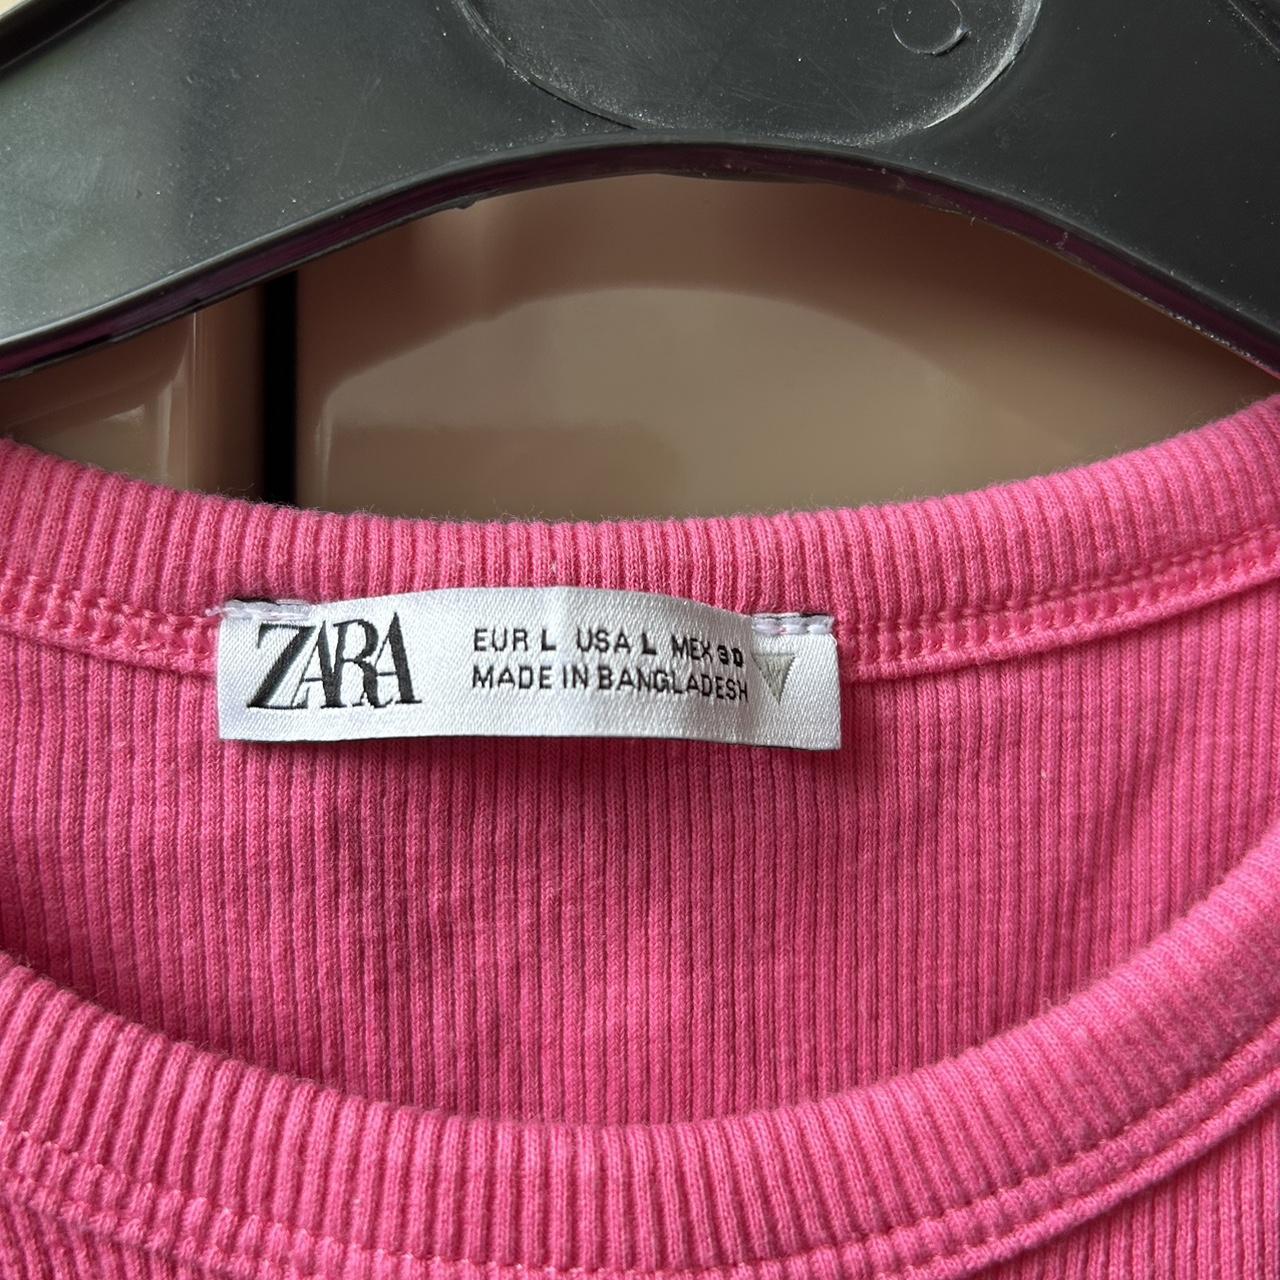 ZARA
EUR L USA L MEX 30
MADE IN BANGLADESH